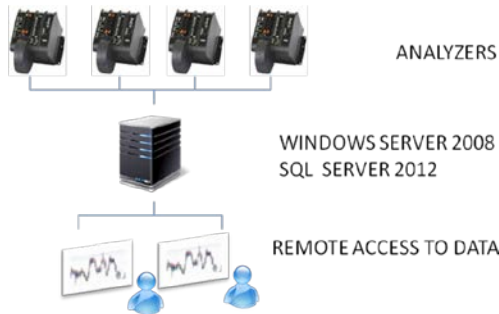 ANALYZERS
WINDOWS SERVER 2008
SQL SERVER 2012
REMOTE ACCESS TO DATA